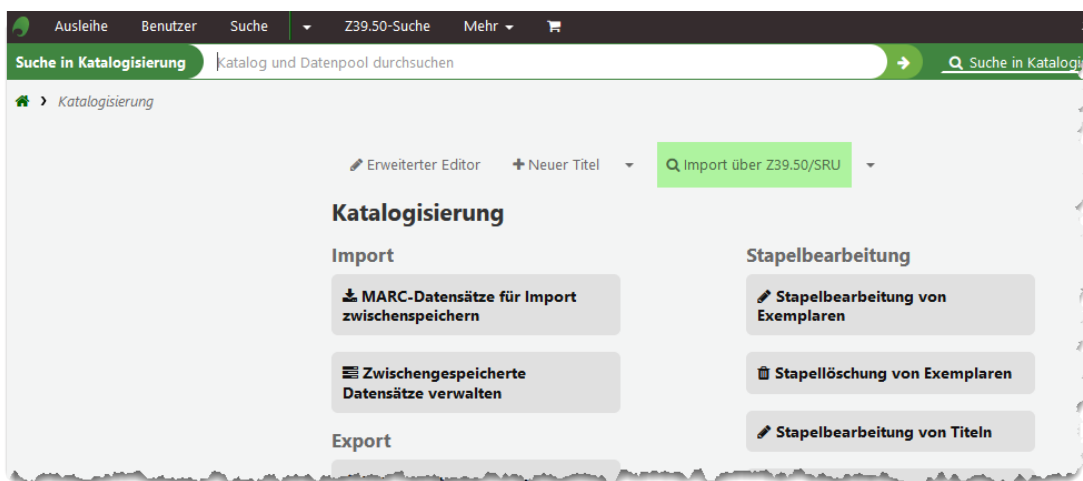 Ausleihe Benutzer Suche Z39.50-Suche Mehr
Suche in Katalogisierung Katalog und Datenpool durchsuchen Suche in Katalogi
Katalogisierung
Erweiterter Editor Neuer Titel Import über Z39.50/SRU
Katalogisierung
Import
MARC-Datensätze für Import
zwischenspeichern
Zwischengespeicherte
Datensätze verwalten
Export
Stapelbearbeitung
Stapelbearbeitung von
Exemplaren
Stapellöschung von Exemplaren
Stapelbearbeitung von Titeln